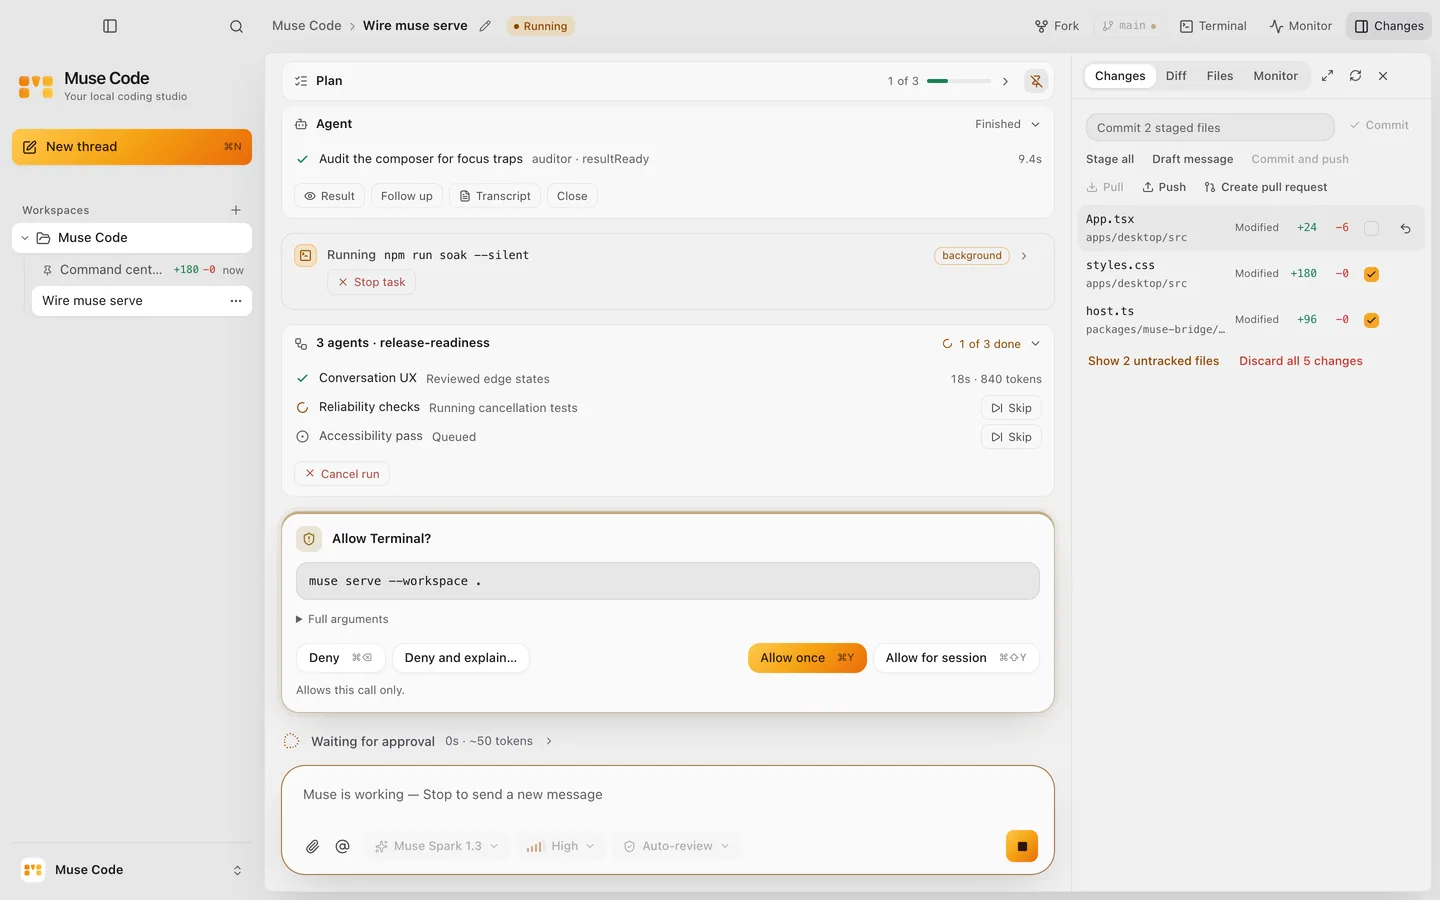 Muse Code › Wire muse serve
Running
Fork
main
Terminal
Monitor
Changes
Muse Code
Your local coding studio
New thread ⌘N
Workspaces
Muse Code
Command cent... +180 −0 now
Wire muse serve
Muse Code
Plan 1 of 3
Agent Finished
Audit the composer for focus traps auditor · resultReady 9.4s
Result Follow up Transcript Close
Running npm run soak --silent background
Stop task
3 agents · release-readiness 1 of 3 done
Conversation UX Reviewed edge states 18s · 840 tokens
Reliability checks Running cancellation tests Skip
Accessibility pass Queued Skip
Cancel run
Allow Terminal?
muse serve --workspace .
Full arguments
Deny ⌘⌫ Deny and explain... Allow once ⌘Y Allow for session ⌘⇧Y
Allows this call only.
Waiting for approval 0s · ~50 tokens
Muse is working — Stop to send a new message
Muse Spark 1.3 High Auto-review
Changes Diff Files Monitor
Commit 2 staged files Commit
Stage all Draft message Commit and push
Pull Push Create pull request
App.tsx Modified +24 −6
apps/desktop/src
styles.css Modified +180 −0
apps/desktop/src
host.ts Modified +96 −0
packages/muse-bridge/…
Show 2 untracked files Discard all 5 changes